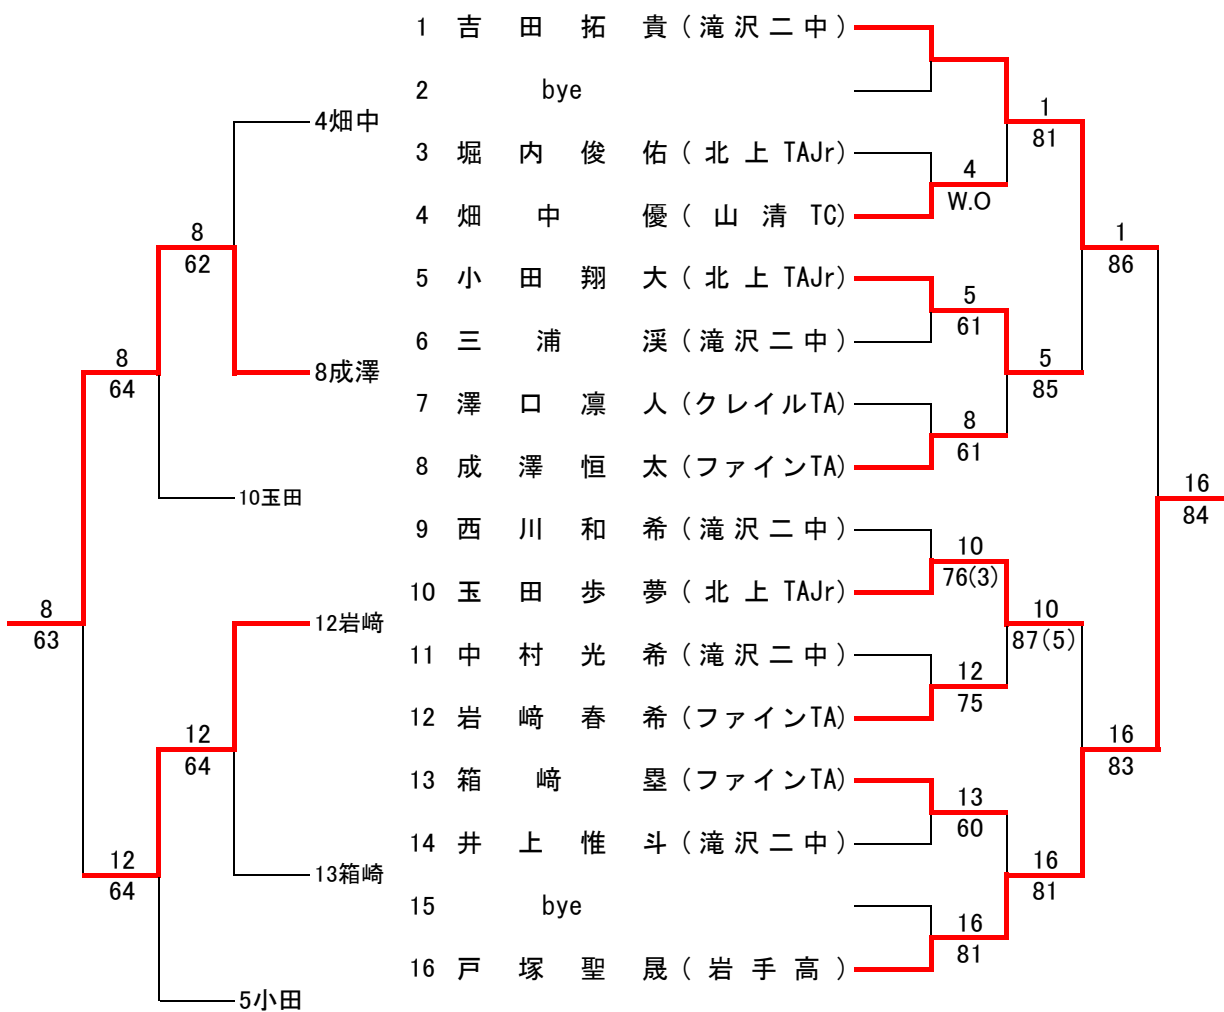 1 吉田拓貴(滝沢二中)
2 bye
3 堀内俊佑(北上TAJr)
4 畑中優(山清TC)
5 小田翔大(北上TAJr)
6 三浦渓(滝沢二中)
7 澤口凛人(クレイルTA)
8 成澤恒太(ファインTA)
9 西川和希(滝沢二中)
10 玉田歩夢(北上TAJr)
11 中村光希(滝沢二中)
12 岩﨑春希(ファインTA)
13 箱﨑塁(ファインTA)
14 井上惟斗(滝沢二中)
15 bye
16 戸塚聖晟(岩手高)
4
W.O
5
61
8
61
10
76(3)
12
75
13
60
16
81
1
81
5
85
10
87(5)
16
81
1
86
16
83
16
84
4畑中
8成澤
10玉田
12岩﨑
13箱崎
5小田
8
62
8
64
12
64
12
64
8
63